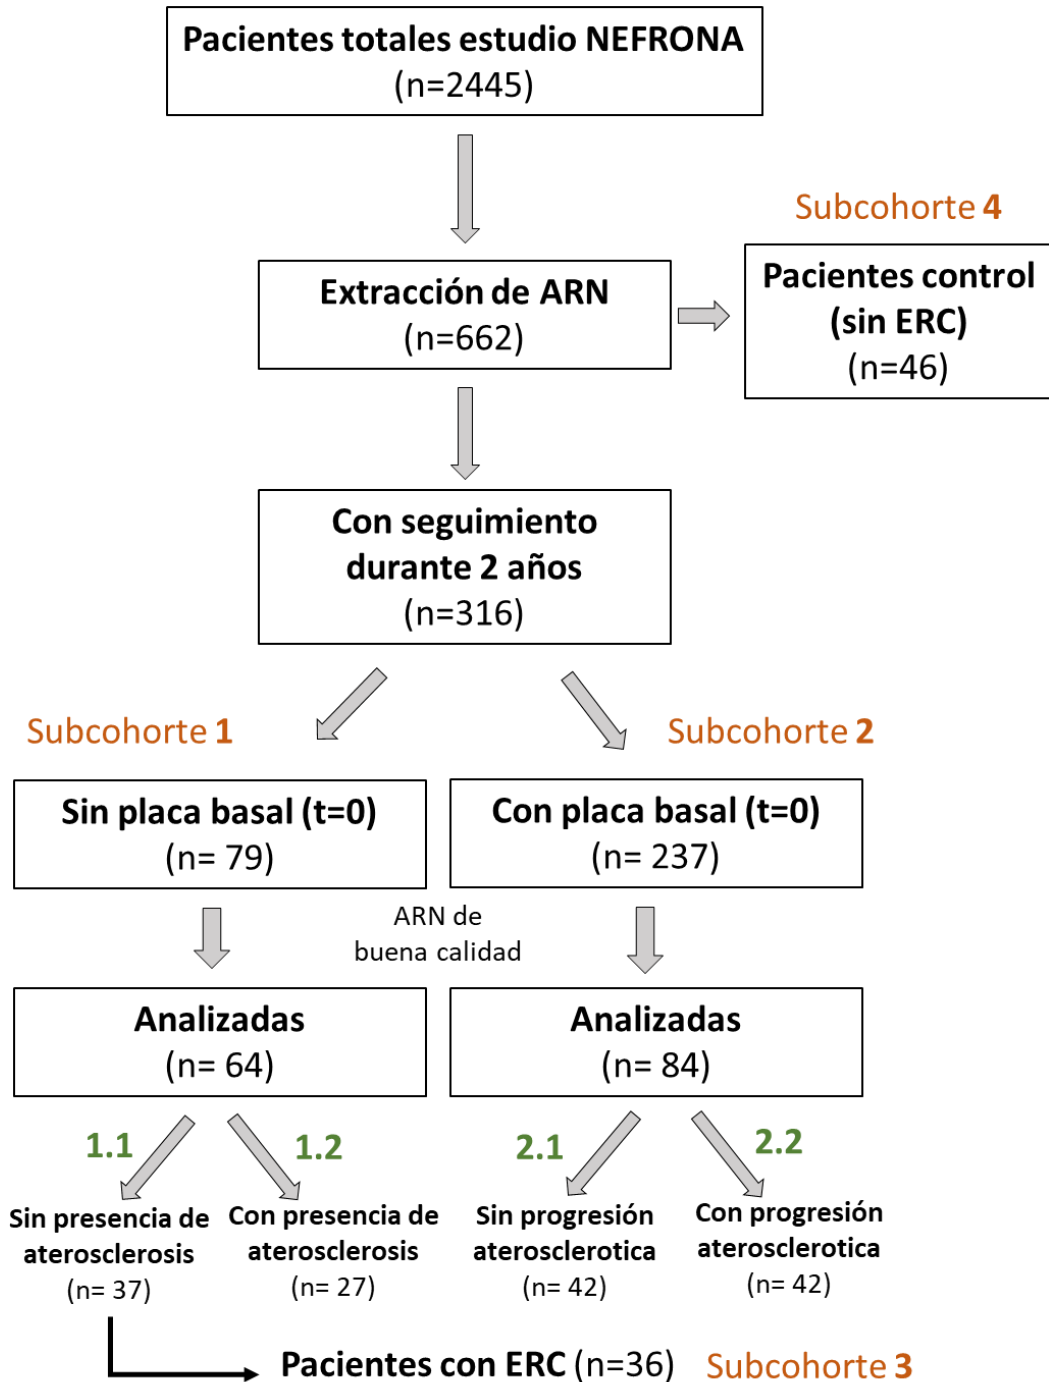 Pacientes totales estudio NEFRONA
(n=2445)
Subcohorte 4
Extracción de ARN
(n=662)
Pacientes control
(sin ERC)
(n=46)
Con seguimiento
durante 2 años
(n=316)
Subcohorte 1
Subcohorte 2
Sin placa basal (t=0)
(n= 79)
Con placa basal (t=0)
(n= 237)
ARN de
buena calidad
Analizadas
(n= 64)
Analizadas
(n= 84)
1.1
1.2
2.1
2.2
Sin presencia de
aterosclerosis
(n= 37)
Con presencia de
aterosclerosis
(n= 27)
Sin progresión
aterosclerotica
(n= 42)
Con progresión
aterosclerotica
(n= 42)
Pacientes con ERC (n=36)
Subcohorte 3